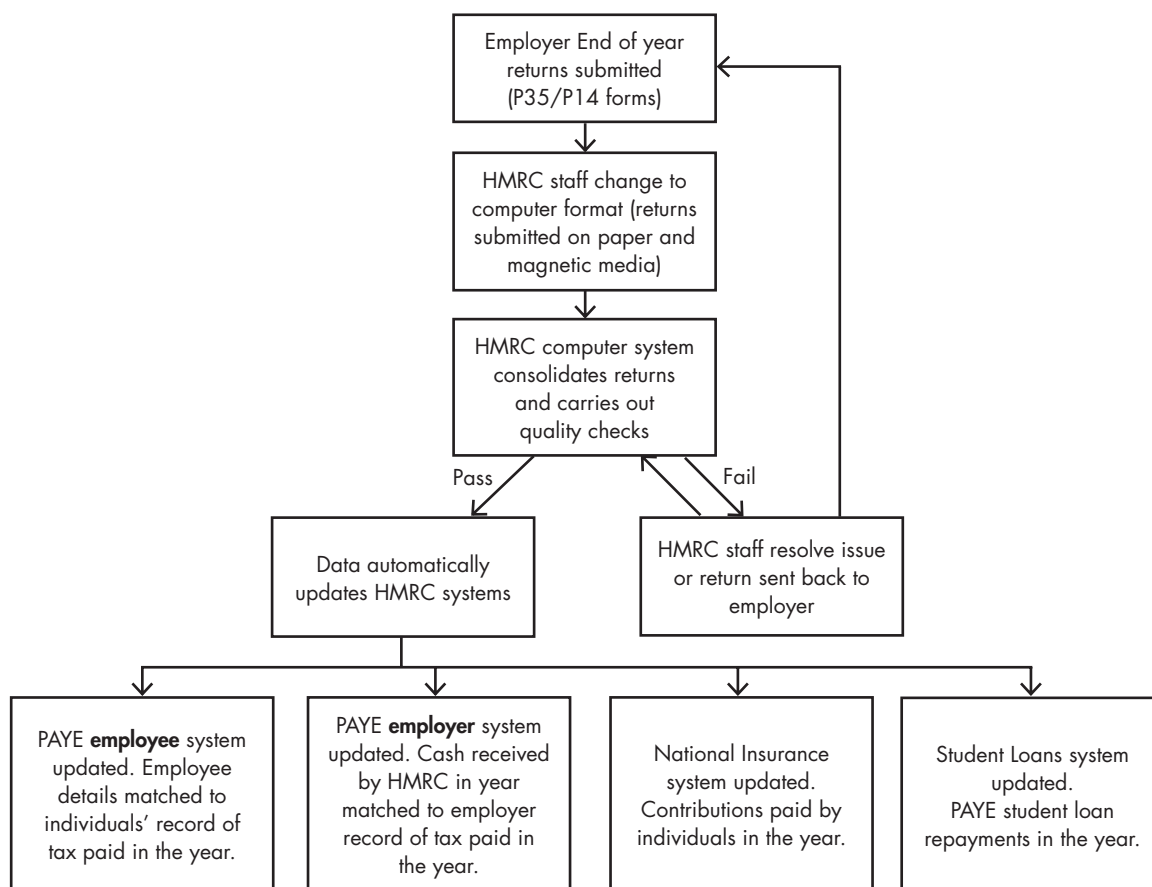 Employer End of year
returns submitted
(P35/P14 forms)
HMRC staff change to
computer format (returns
submitted on paper and
magnetic media)
HMRC computer system
consolidates returns
and carries out
quality checks
Pass
Fail
Data automatically
updates HMRC systems
HMRC staff resolve issue
or return sent back to
employer
PAYE employee system
updated. Employee
details matched to
individuals’ record of
tax paid in the year.
PAYE employer system
updated. Cash received
by HMRC in year
matched to employer
record of tax paid in
the year.
National Insurance
system updated.
Contributions paid by
individuals in the year.
Student Loans system
updated.
PAYE student loan
repayments in the year.